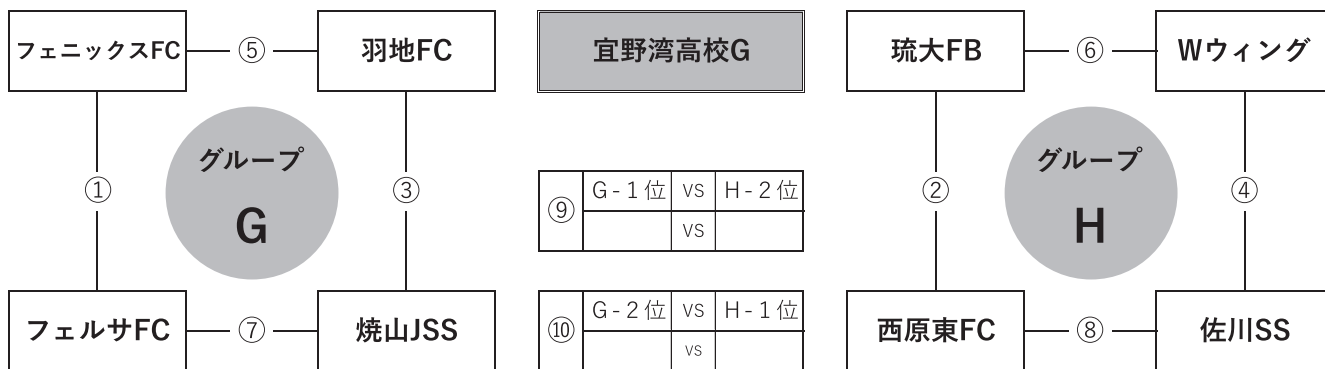 フェニックスFC
⑤
羽地FC
グループ
G
①
③
フェルサFC
⑦
焼山JSS
宜野湾高校G
⑨
G-1位 VS H-2位
VS
⑩
G-2位 VS H-1位
VS
琉大FB
⑥
Wウィング
グループ
H
②
④
西原東FC
⑧
佐川SS